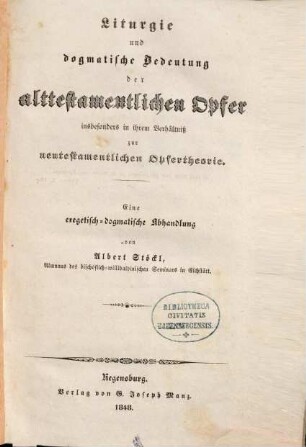 Liturgie
und
dogmatische Bedeutung
der
alttestamentlichen Opfer
insbesonders in ihrem Verhältniß
zur
neutestamentlichen Opfertheorie.
Eine
exegetisch-dogmatische Abhandlung
von
Albert Stöckl,
Alumnus des bischöflich-willibaldinischen Seminars in Eichstätt.
BIBLIOTHECA
CIVITATIS
Regensburg.
Verlag von G. Joseph Manz.
1848.